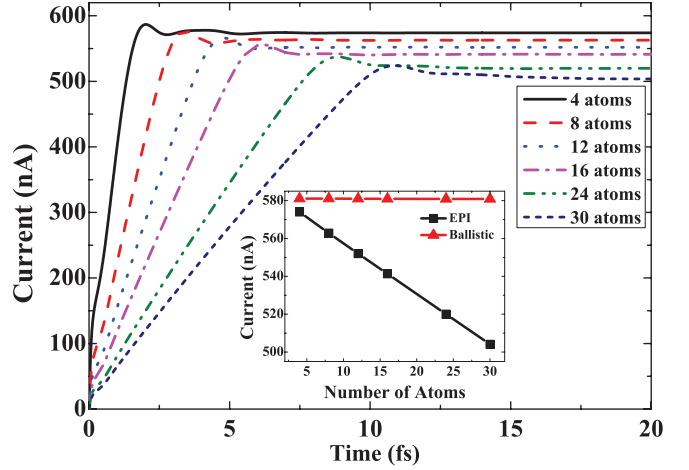 600
500
400
300
200
100
0
Current (nA)
0
5
10
15
20
Time (fs)
4 atoms
8 atoms
12 atoms
16 atoms
24 atoms
30 atoms
580
560
540
520
500
Current (nA)
EPI
Ballistic
5
10
15
20
25
30
Number of Atoms